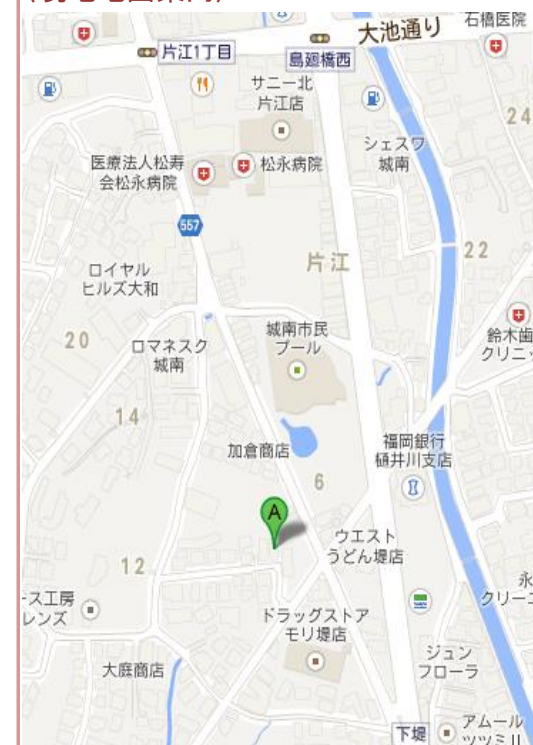 大池通り
石橋医院
片江1丁目
島廻橋西
サニー北
片江店
24
シェスワ
城南
医療法人松寿
会松永病院
松永病院
557
片江
22
ロイヤル
ヒルズ大和
20
ロマネスク
城南
城南市民
プール
鈴木歯
クリニッ
14
加倉商店
福岡銀行
樋井川支店
6
A
ウエスト
うどん堤店
12
ース工房
レンズ
永
クリーニ
ドラッグストア
モリ堤店
大庭商店
ジュン
フローラ
下堤
アムール